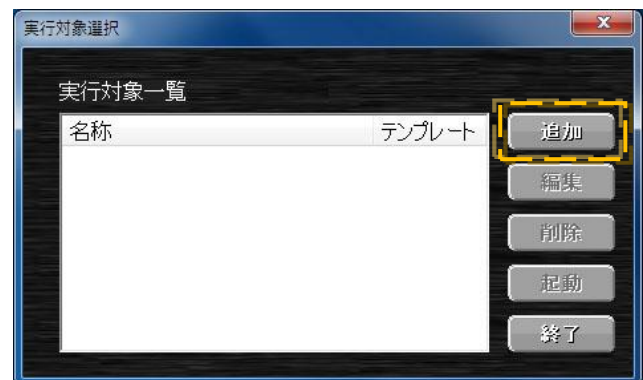 実行対象選択
実行対象一覧
名称 テンプレート
追加
編集
削除
起動
終了